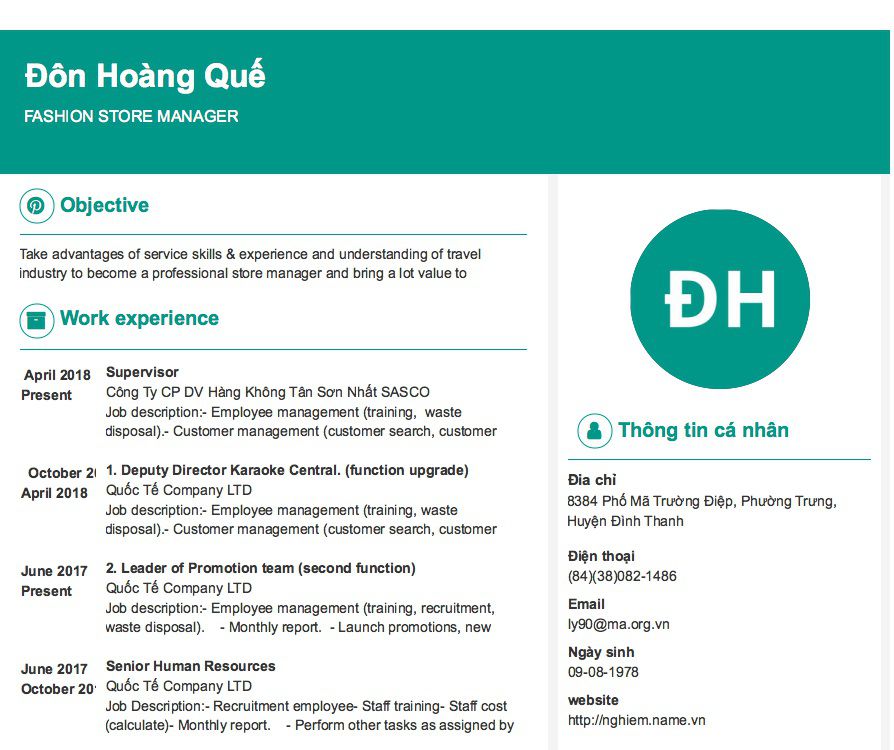 Đôn Hoàng Quế
FASHION STORE MANAGER
Objective
Take advantages of service skills & experience and understanding of travel
industry to become a professional store manager and bring a lot value to
Work experience
April 2018
Present
Supervisor
Công Ty CP DV Hàng Không Tân Sơn Nhất SASCO
Job description:- Employee management (training, waste
disposal).- Customer management (customer search, customer
October
April 2018
1. Deputy Director Karaoke Central. (function upgrade)
Quốc Tế Company LTD
Job description:- Employee management (training, waste
disposal).- Customer management (customer search, customer
June 2017
Present
2. Leader of Promotion team (second function)
Quốc Tế Company LTD
Job description:- Employee management (training, recruitment,
waste disposal). - Monthly report. - Launch promotions, new
June 2017
October
Senior Human Resources
Quốc Tế Company LTD
Job Description:- Recruitment employee- Staff training- Staff cost
(calculate)- Monthly report. - Perform other tasks as assigned by
ĐH
Thông tin cá nhân
Đia chỉ
8384 Phố Mã Trường Điệp, Phường Trưng,
Huyện Đình Thanh
Điện thoại
(84)(38)082-1486
Email
ly90@ma.org.vn
Ngày sinh
09-08-1978
website
http://nghiem.name.vn